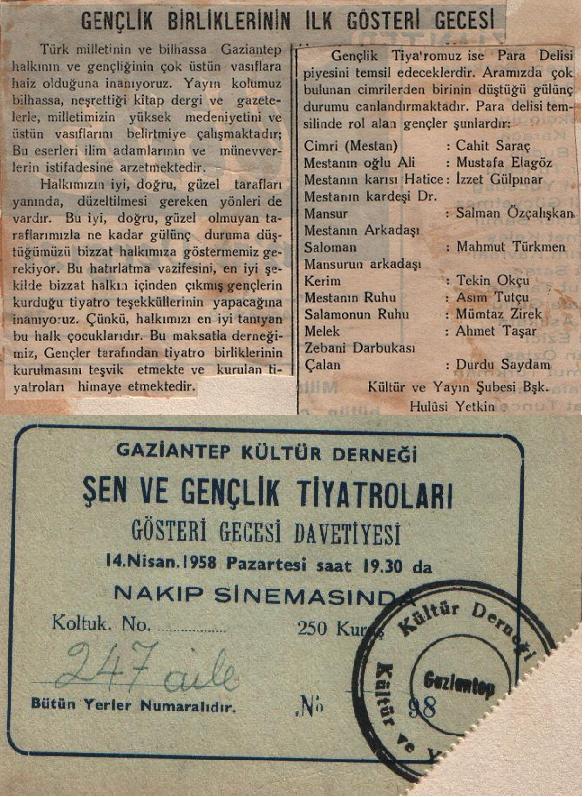 GENÇLİK BİRLİKLERİNİN İLK GÖSTERİ GECESİ
Türk milletinin ve bilhassa Gaziantep
halkının ve gençliğinin çok üstün vasıflara
haiz olduğuna inanıyoruz. Yayın kolumuz
bilhassa, neşrettiği kitap dergi ve gazete-
lerle, milletimizin yüksek medeniyetini ve
üstün vasıflarını belirtmiye çalışmaktadır;
Bu eserleri ilim adamlarının ve münevver-
lerin istifadesine arzetmektedir.
Halkımızın iyi, doğru, güzel tarafları
yanında, düzeltilmesi gereken yönleri de
vardır. Bu iyi, doğru, güzel olmuyan ta-
raflarımızla ne kadar gülünç duruma düş-
tüğümüzü bizzat halkımıza göstermemiz ge-
rekiyor. Bu hatırlatma vazifesini, en iyi şe-
kilde bizzat halkın içinden çıkmış gençlerin
kurduğu tiyatro teşekküllerinin yapacağına
inanıyoruz. Çünkü, halkımızı en iyi tanıyan
bu halk çocuklarıdır. Bu maksatla derneği-
miz, Gençler tarafından tiyatro birliklerinin
kurulmasını teşvik etmekte ve kurulan ti-
yatroları himaye etmektedir.
Gençlik Tiya'romuz ise Para Delisi
piyesini temsil edeceklerdir. Aramızda çok
bulunan cimrilerden birinin düştüğü gülünç
durumu canlandırmaktadır. Para delisi tem-
silinde rol alan gençler şunlardır:
Cimri (Mestan) : Cahit Saraç
Mestanın oğlu Ali : Mustafa Elagöz
Mestanın karısı Hatice : İzzet Gülpınar
Mestanın kardeşi Dr.
Mansur : Salman Özçalışkan
Mestanın Arkadaşı
Saloman : Mahmut Türkmen
Mansurun arkadaşı
Kerim : Tekin Okçu
Mestanın Ruhu : Asım Tutçu
Salamonun Ruhu : Mümtaz Zirek
Melek : Ahmet Taşar
Zebani Darbukası
Çalan : Durdu Saydam
Kültür ve Yayın Şubesi Bşk.
Hulûsi Yetkin
GAZİANTEP KÜLTÜR DERNEĞİ
ŞEN VE GENÇLİK TİYATROLARI
GÖSTERİ GECESİ DAVETİYESİ
14.Nisan.1958 Pazartesi saat 19.30 da
NAKIP SİNEMASINDA
Koltuk. No. .............. 250 Kuruş
247 aile
Bütün Yerler Numaralıdır. No 98
Kültür Derneği
Gaziantep
Kültür ve